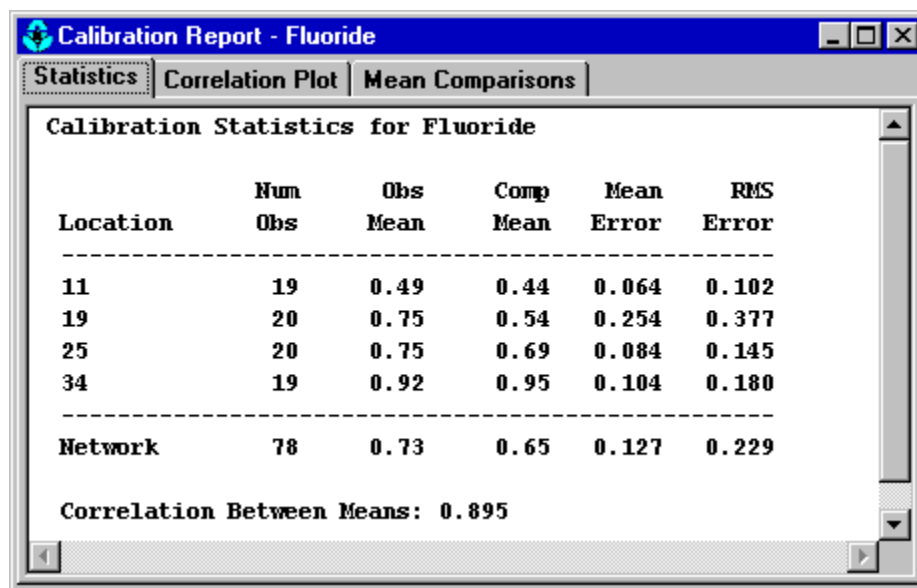 Calibration Report - Fluoride
Statistics Correlation Plot Mean Comparisons
Calibration Statistics for Fluoride
Num Obs Comp Mean RMS
Location Obs Mean Mean Error Error
------------------------------------------------------
11 19 0.49 0.44 0.064 0.102
19 20 0.75 0.54 0.254 0.377
25 20 0.75 0.69 0.084 0.145
34 19 0.92 0.95 0.104 0.180
------------------------------------------------------
Network 78 0.73 0.65 0.127 0.229
Correlation Between Means: 0.895